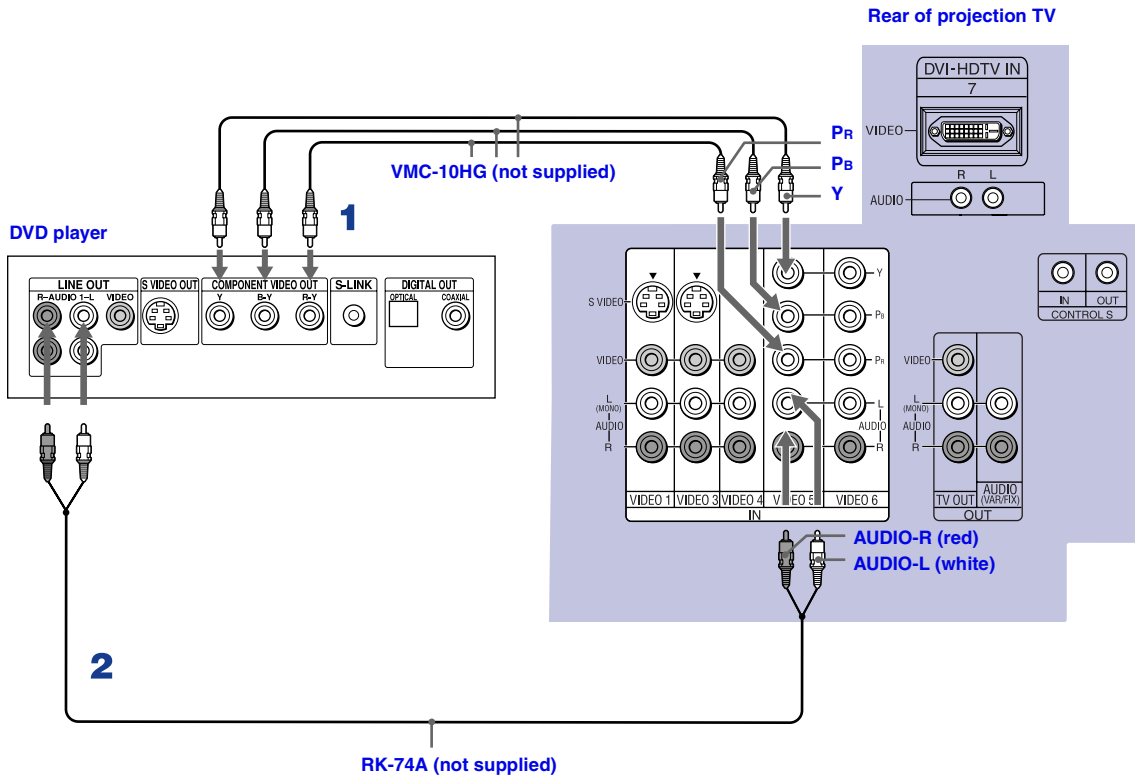 Rear of projection TV
DVI-HDTV IN
7
VIDEO
R L
AUDIO
PR
PB
Y
VMC-10HG (not supplied)
1
DVD player
LINE OUT
R-AUDIO 1-L VIDEO
S VIDEO OUT
COMPONENT VIDEO OUT
Y B-Y R-Y
S-LINK
DIGITAL OUT
OPTICAL COAXIAL
S VIDEO
VIDEO
L
(MONO)
AUDIO
R
Y
PB
PR
L
AUDIO
R
VIDEO 1 VIDEO 3 VIDEO 4 VIDEO 5 VIDEO 6
IN
IN OUT
CONTROL S
VIDEO
L
(MONO)
AUDIO
R
TV OUT AUDIO
(VAR/FIX)
OUT
AUDIO-R (red)
AUDIO-L (white)
2
RK-74A (not supplied)